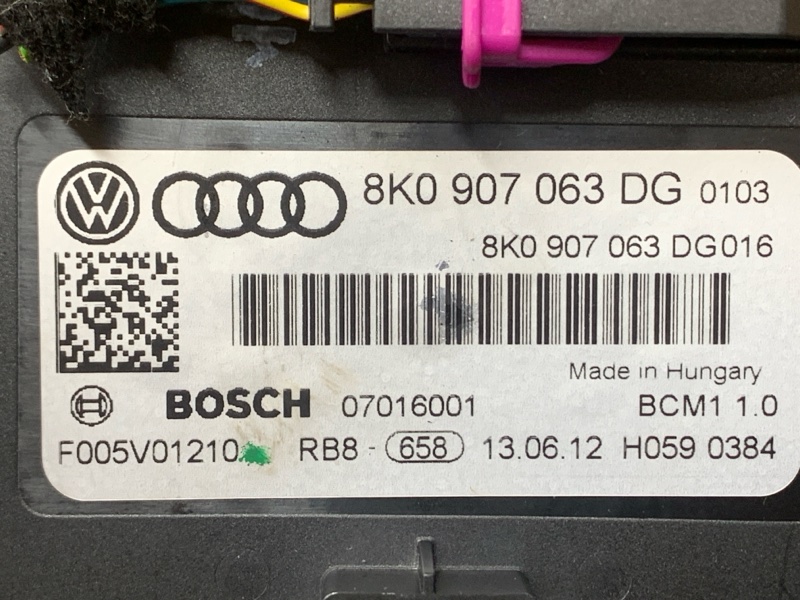 8K0 907 063 DG 0103
8K0 907 063 DG016
Made in Hungary
BOSCH 07016001 BCM1 1.0
F005V01210 RB8 - 658 13.06.12 H059 0384